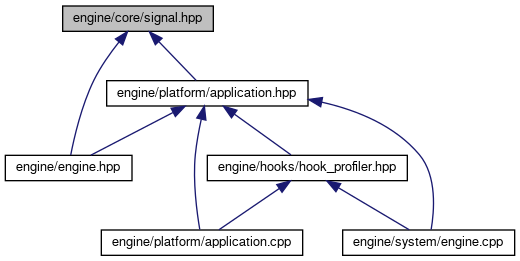 engine/core/signal.hpp
engine/platform/application.hpp
engine/engine.hpp
engine/hooks/hook_profiler.hpp
engine/platform/application.cpp
engine/system/engine.cpp